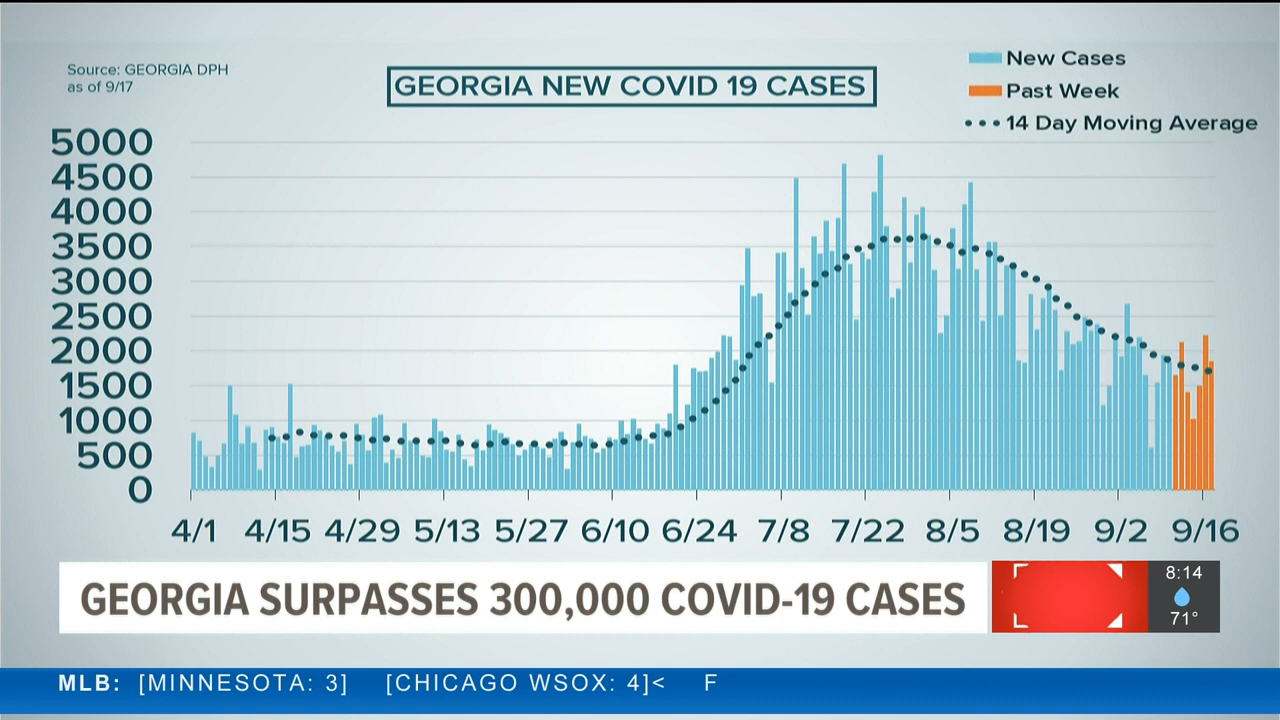 Source: GEORGIA DPH
as of 9/17
GEORGIA NEW COVID 19 CASES
New Cases
Past Week
14 Day Moving Average
5000
4500
4000
3500
3000
2500
2000
1500
1000
500
0
4/1 4/15 4/29 5/13 5/27 6/10 6/24 7/8 7/22 8/5 8/19 9/2 9/16
GEORGIA SURPASSES 300,000 COVID-19 CASES
8:14
71°
MLB: [MINNESOTA: 3] [CHICAGO WSOX: 4]< F